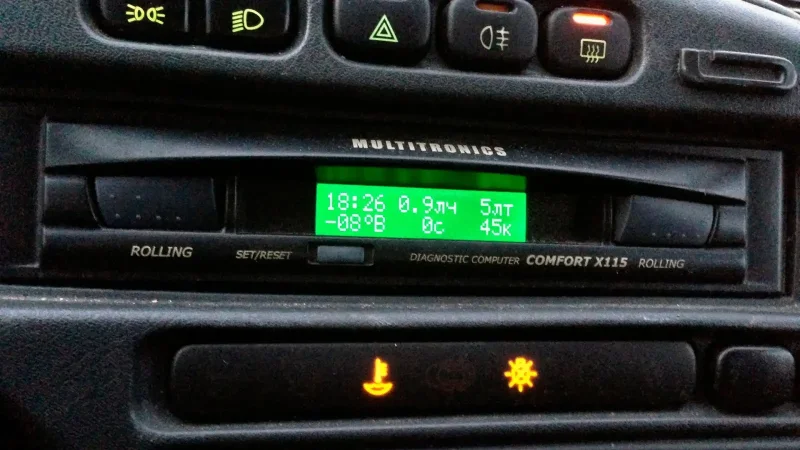 MULTITRONICS
18:26 0.9лч 5лт
-08°В 0с 45к
ROLLING SET/RESET DIAGNOSTIC COMPUTER COMFORT X115 ROLLING